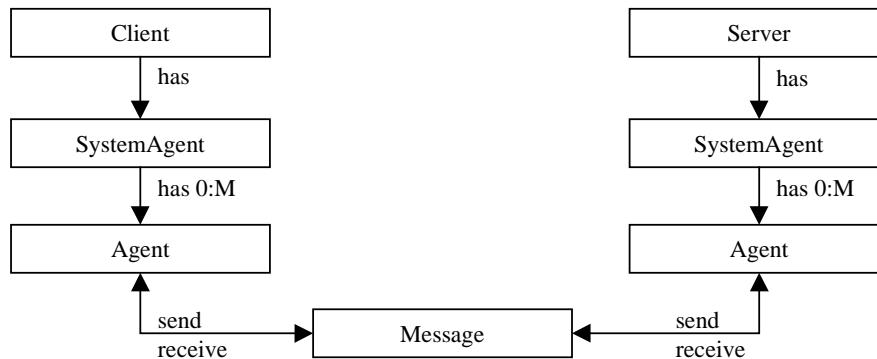 Client
Server
has
has
SystemAgent
SystemAgent
has 0:M
has 0:M
Agent
Agent
send
receive
Message
send
receive